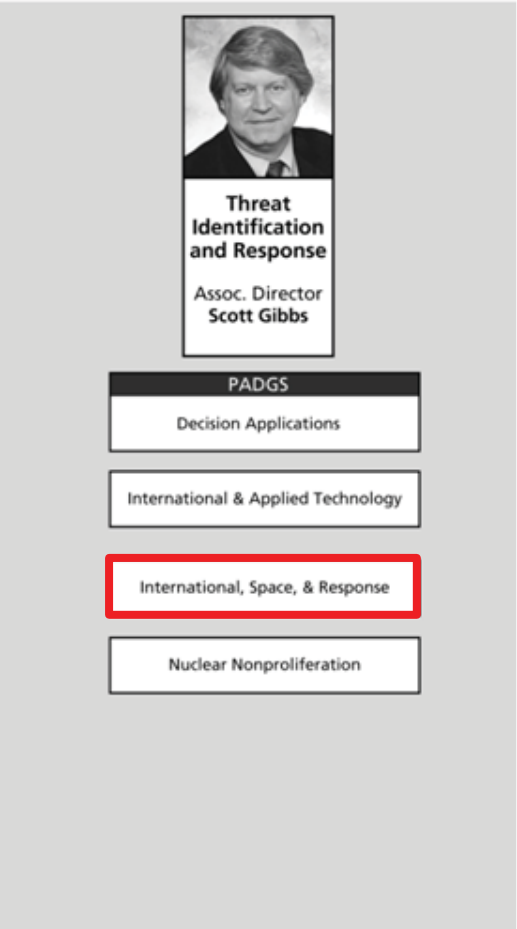 Threat
Identification
and Response
Assoc. Director
Scott Gibbs
PADGS
Decision Applications
International & Applied Technology
International, Space, & Response
Nuclear Nonproliferation